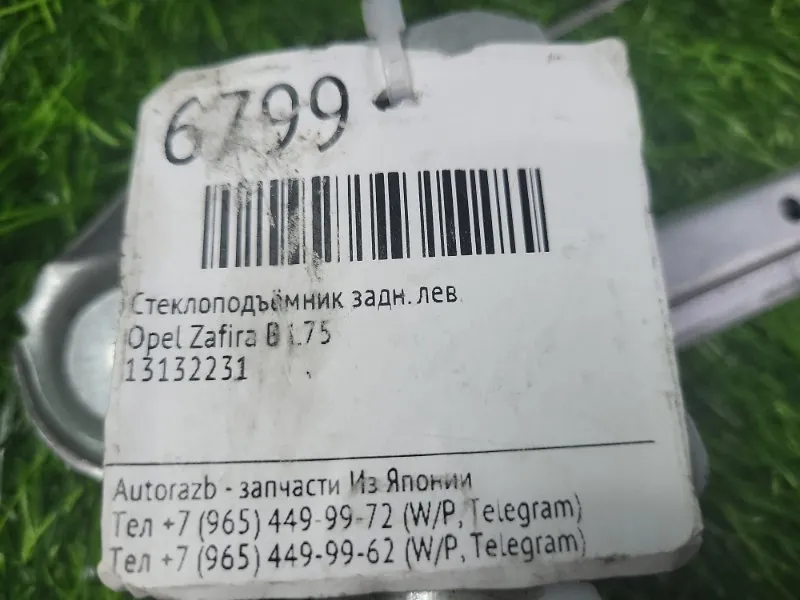 6799
Стеклоподъёмник задн. лев.
Opel Zafira B L75
13132231
Autorazb - запчасти Из Японии
Тел +7 (965) 449-99-72 (W/P, Telegram)
Тел +7 (965) 449-99-62 (W/P, Telegram)